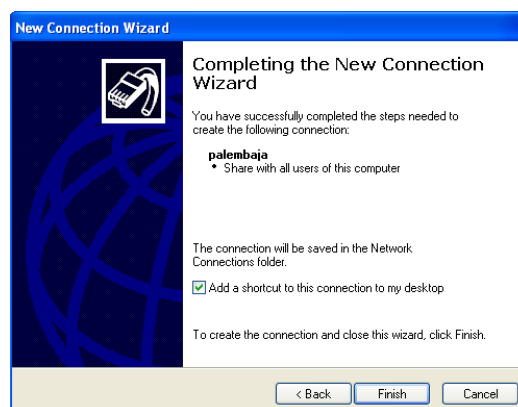 New Connection Wizard
Completing the New Connection
Wizard
You have successfully completed the steps needed to
create the following connection:
palembaja
• Share with all users of this computer
The connection will be saved in the Network
Connections folder.
Add a shortcut to this connection to my desktop
To create the connection and close this wizard, click Finish.
< Back Finish Cancel